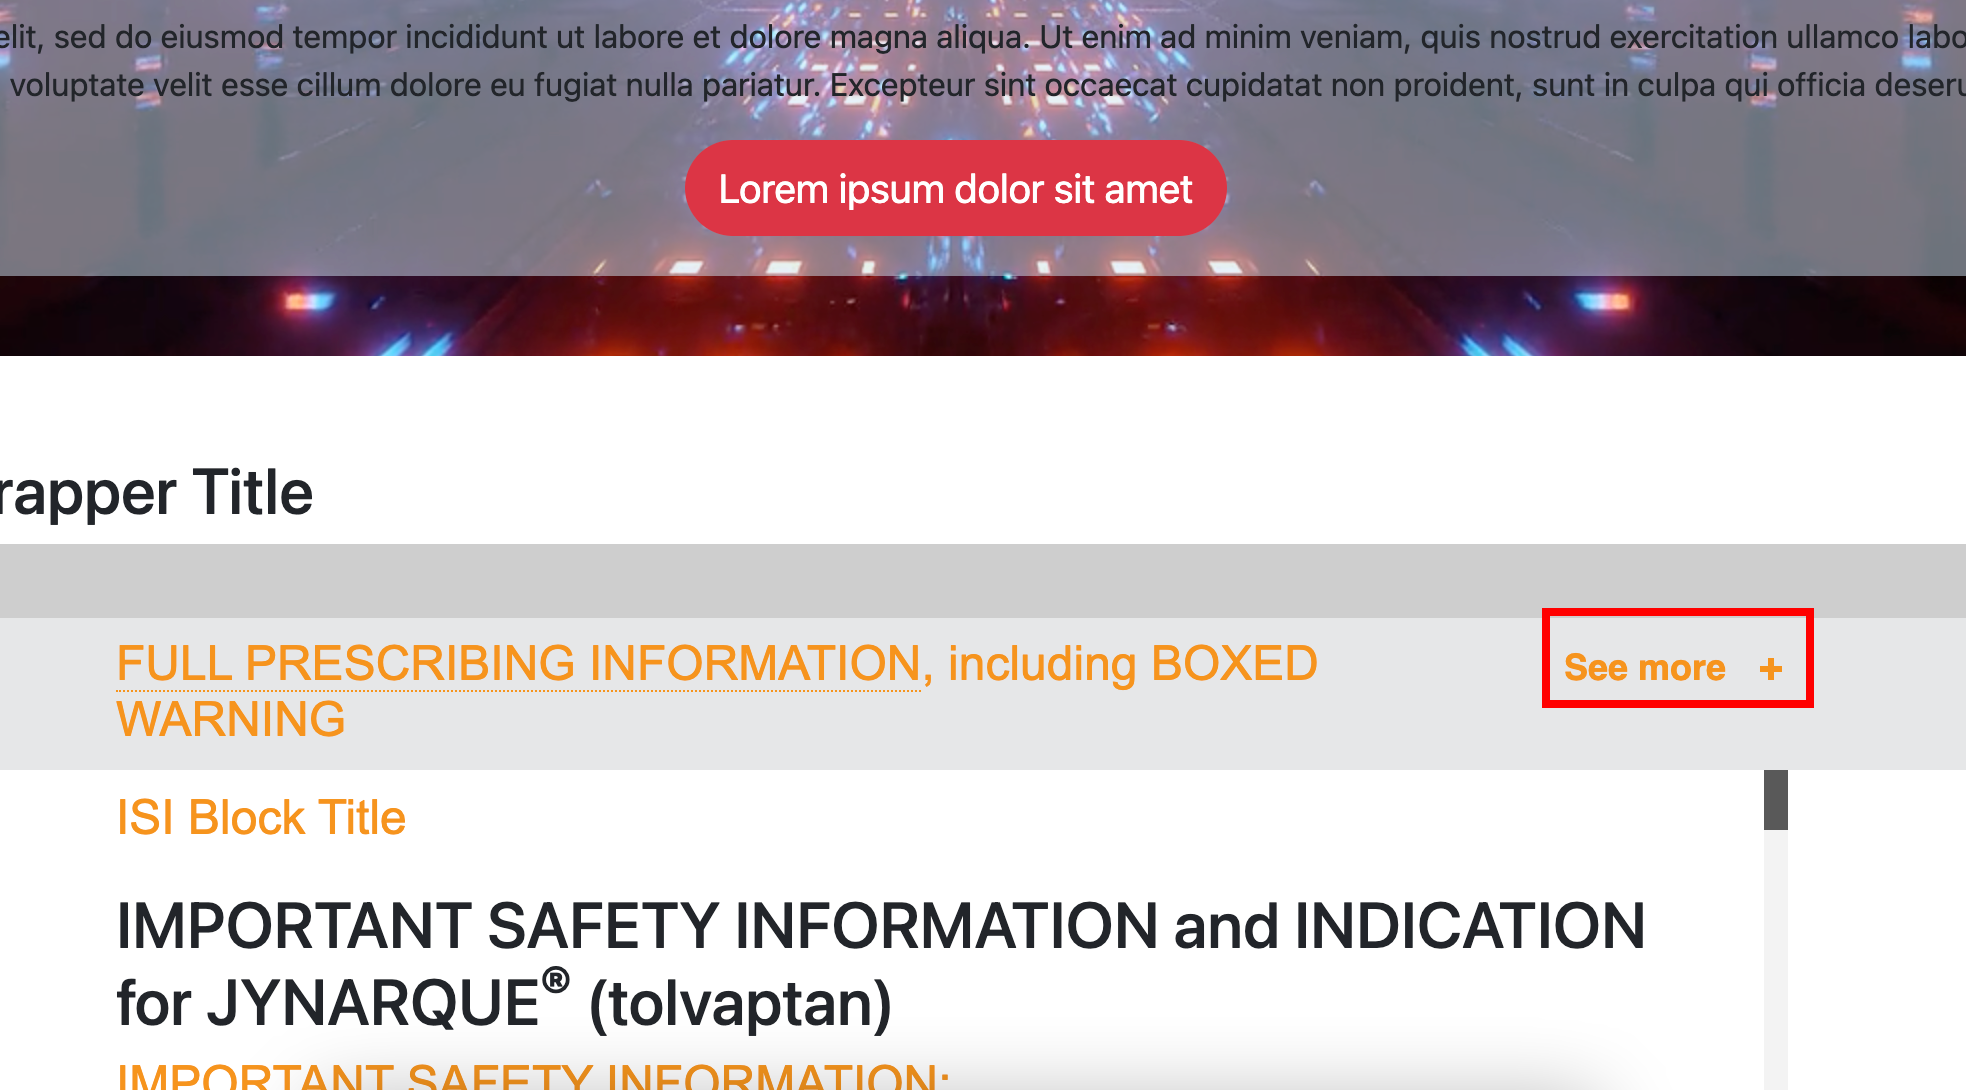 elit, sed do eiusmod tempor incididunt ut labore et dolore magna aliqua. Ut enim ad minim veniam, quis nostrud exercitation ullamco labo
voluptate velit esse cillum dolore eu fugiat nulla pariatur. Excepteur sint occaecat cupidatat non proident, sunt in culpa qui officia deseru
Lorem ipsum dolor sit amet
rapper Title
FULL PRESCRIBING INFORMATION, including BOXED
WARNING
See more +
ISI Block Title
IMPORTANT SAFETY INFORMATION and INDICATION
for JYNARQUE® (tolvaptan)
IMPORTANT SAFETY INFORMATION: